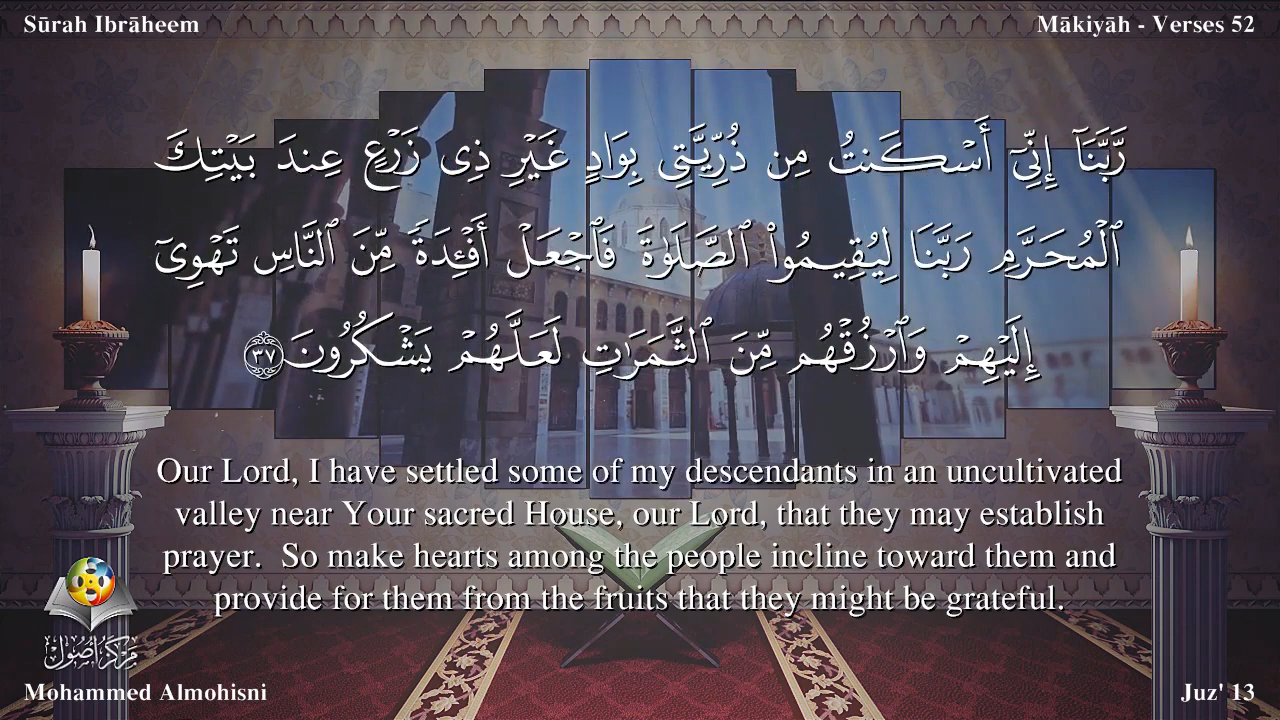 Sūrah Ibrāheem
Mākiyāh - Verses 52
رَّبَّنَآ إِنِّىٓ أَسْكَنتُ مِن ذُرِّيَّتِى بِوَادٍ غَيْرِ ذِى زَرْعٍ عِندَ بَيْتِكَ
ٱلْمُحَرَّمِ رَبَّنَا لِيُقِيمُوا۟ ٱلصَّلَوٰةَ فَٱجْعَلْ أَفْـِٔدَةً مِّنَ ٱلنَّاسِ تَهْوِىٓ
إِلَيْهِمْ وَٱرْزُقْهُم مِّنَ ٱلثَّمَرَٰتِ لَعَلَّهُمْ يَشْكُرُونَ ٣٧
Our Lord, I have settled some of my descendants in an uncultivated
valley near Your sacred House, our Lord, that they may establish
prayer. So make hearts among the people incline toward them and
provide for them from the fruits that they might be grateful.
مركز أصول
Mohammed Almohisni
Juz' 13